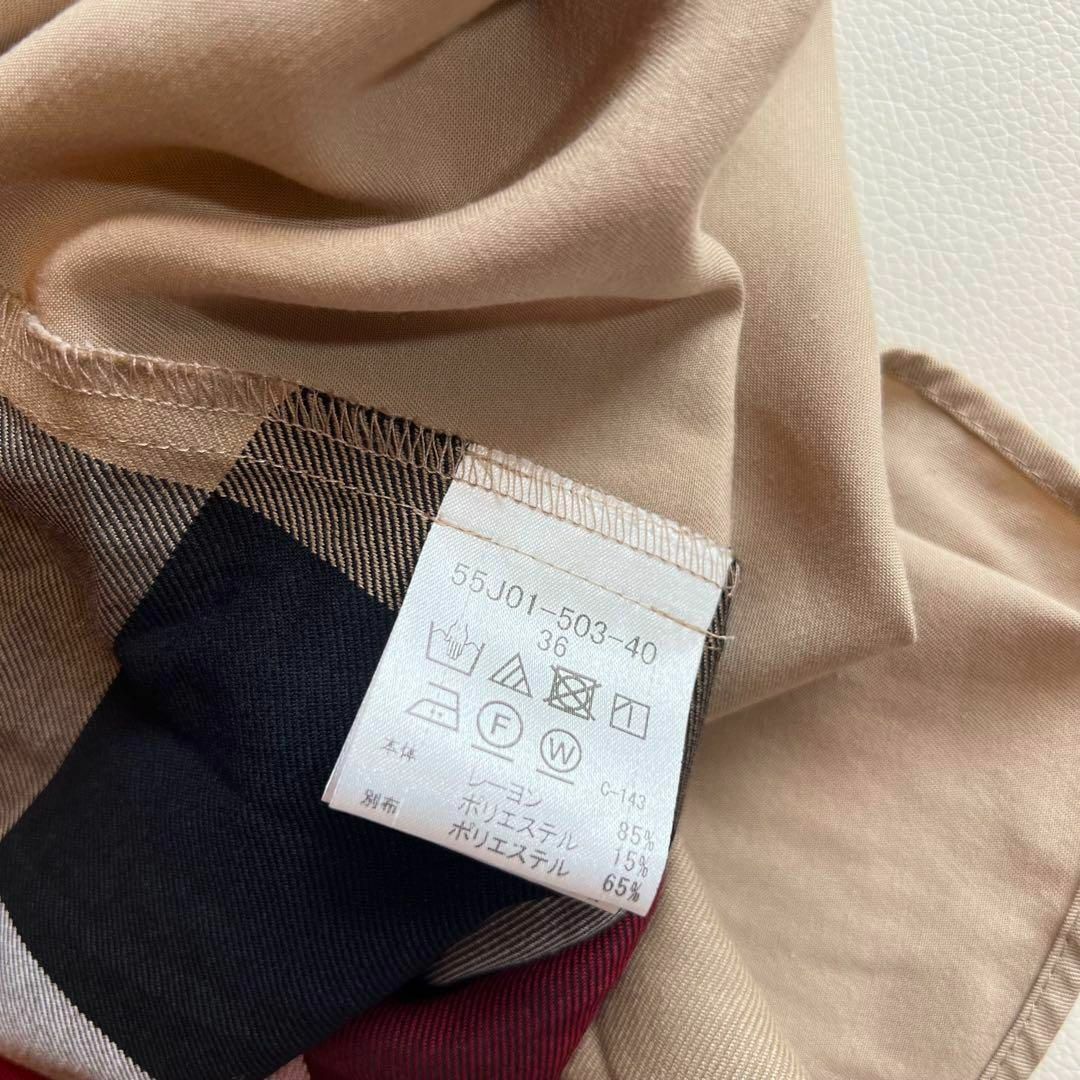 55J01-503-40
36
F W
本体 C-143
レーヨン 85%
ポリエステル 15%
別布 ポリエステル 65%